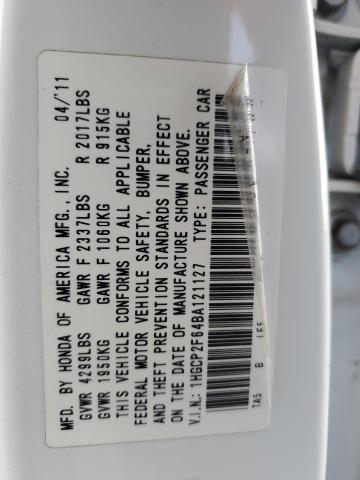 MFD. BY HONDA OF AMERICA MFG., INC. 04/'11
GVWR 4299LBS GAWR F 2337LBS R 2017LBS
GVWR 1950KG GAWR F 1060KG R 915KG
THIS VEHICLE CONFORMS TO ALL APPLICABLE
FEDERAL MOTOR VEHICLE SAFETY, BUMPER,
AND THEFT PREVENTION STANDARDS IN EFFECT
ON THE DATE OF MANUFACTURE SHOWN ABOVE.
V.I.N.: 1HGCP2F64BA121127 TYPE: PASSENGER CAR
TA5 B